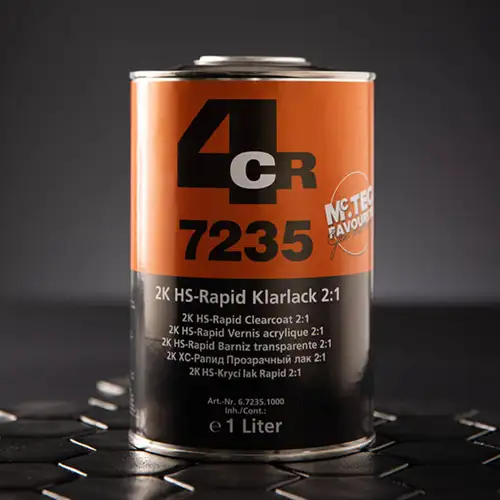 4CR
7235
Mc.TEC
FAVOURITE
2K HS-Rapid Klarlack 2:1
2K HS-Rapid Clearcoat 2:1
2K HS-Rapid Vernis acrylique 2:1
2K HS-Rapid Barniz transparente 2:1
2K ХС-Рапид Прозрачный лак 2:1
2K HS-Krycí lak Rapid 2:1
Art.-Nr. 6.7235.1000
Inh./Cont.:
℮ 1 Liter